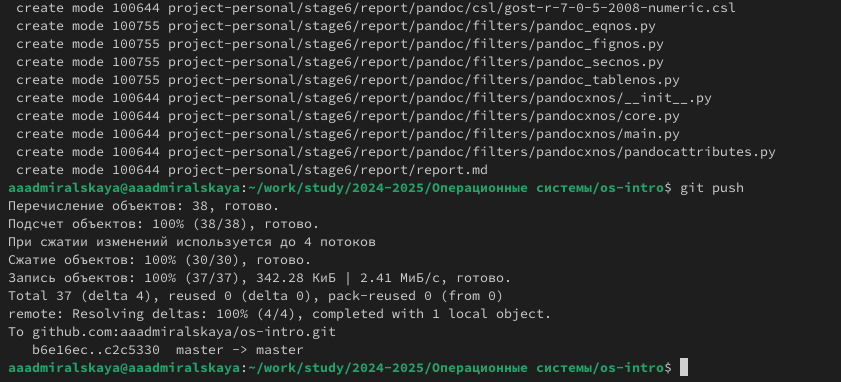 create mode 100644 project-personal/stage6/report/pandoc/csl/gost-r-7-0-5-2008-numeric.csl
create mode 100755 project-personal/stage6/report/pandoc/filters/pandoc_eqnos.py
create mode 100755 project-personal/stage6/report/pandoc/filters/pandoc_fignos.py
create mode 100755 project-personal/stage6/report/pandoc/filters/pandoc_secnos.py
create mode 100755 project-personal/stage6/report/pandoc/filters/pandoc_tablenos.py
create mode 100644 project-personal/stage6/report/pandoc/filters/pandocxnos/__init__.py
create mode 100644 project-personal/stage6/report/pandoc/filters/pandocxnos/core.py
create mode 100644 project-personal/stage6/report/pandoc/filters/pandocxnos/main.py
create mode 100644 project-personal/stage6/report/pandoc/filters/pandocxnos/pandocattributes.py
create mode 100644 project-personal/stage6/report/report.md
aaadmiralskaya@aaadmiralskaya:~/work/study/2024-2025/Операционные системы/os-intro$ git push
Перечисление объектов: 38, готово.
Подсчет объектов: 100% (38/38), готово.
При сжатии изменений используется до 4 потоков
Сжатие объектов: 100% (30/30), готово.
Запись объектов: 100% (37/37), 342.28 КиБ | 2.41 МиБ/с, готово.
Total 37 (delta 4), reused 0 (delta 0), pack-reused 0 (from 0)
remote: Resolving deltas: 100% (4/4), completed with 1 local object.
To github.com:aaadmiralskaya/os-intro.git
b6e16ec..c2c5330  master -> master
aaadmiralskaya@aaadmiralskaya:~/work/study/2024-2025/Операционные системы/os-intro$